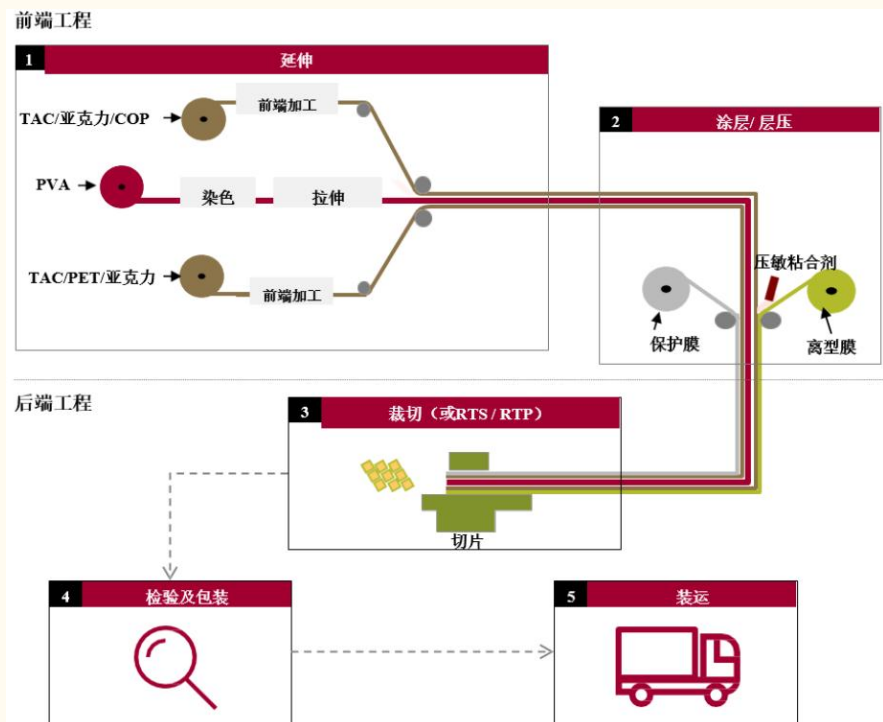 前端工程
1
延伸
TAC/亚克力/COP
前端加工
PVA
染色
拉伸
TAC/PET/亚克力
前端加工
2
涂层/ 层压
压敏粘合剂
保护膜
离型膜
后端工程
3
裁切（或RTS / RTP）
切片
4
检验及包装
5
装运